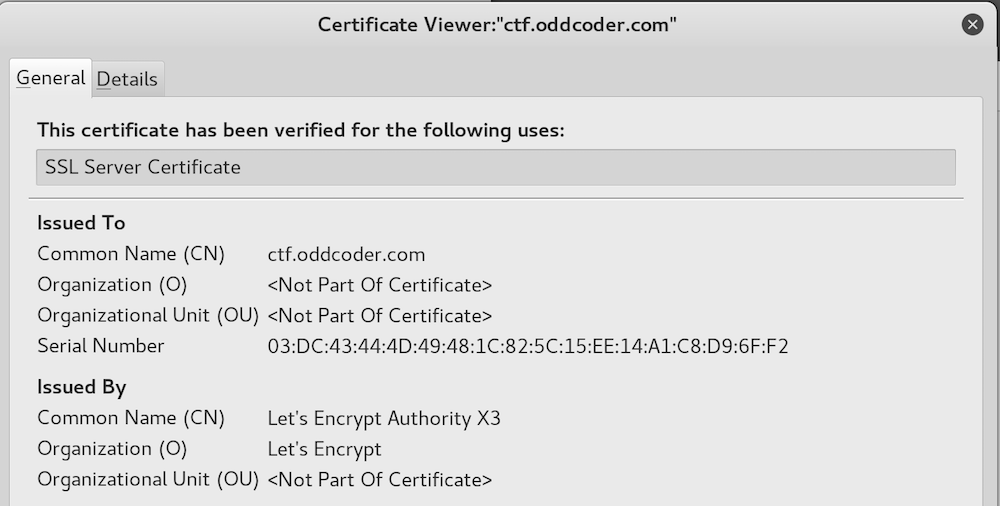 Certificate Viewer:"ctf.oddcoder.com"
General Details
This certificate has been verified for the following uses:
SSL Server Certificate
Issued To
Common Name (CN) ctf.oddcoder.com
Organization (O) <Not Part Of Certificate>
Organizational Unit (OU) <Not Part Of Certificate>
Serial Number 03:DC:43:44:4D:49:48:1C:82:5C:15:EE:14:A1:C8:D9:6F:F2
Issued By
Common Name (CN) Let's Encrypt Authority X3
Organization (O) Let's Encrypt
Organizational Unit (OU) <Not Part Of Certificate>